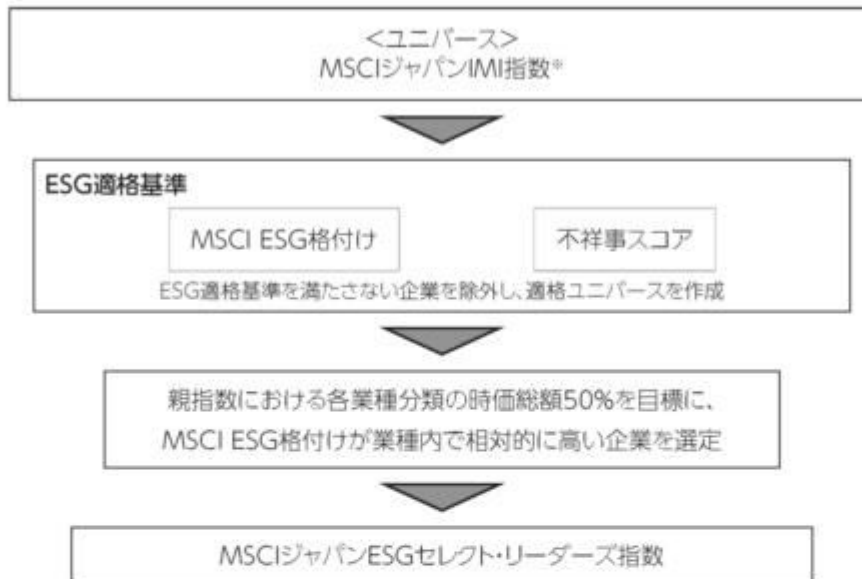 ＜ユニバース＞
MSCIジャパンIMI指数※
ESG適格基準
MSCI ESG格付け
不祥事スコア
ESG適格基準を満たさない企業を除外し、適格ユニバースを作成
親指数における各業種分類の時価総額50%を目標に、
MSCI ESG格付けが業種内で相対的に高い企業を選定
MSCIジャパンESGセレクト・リーダーズ指数